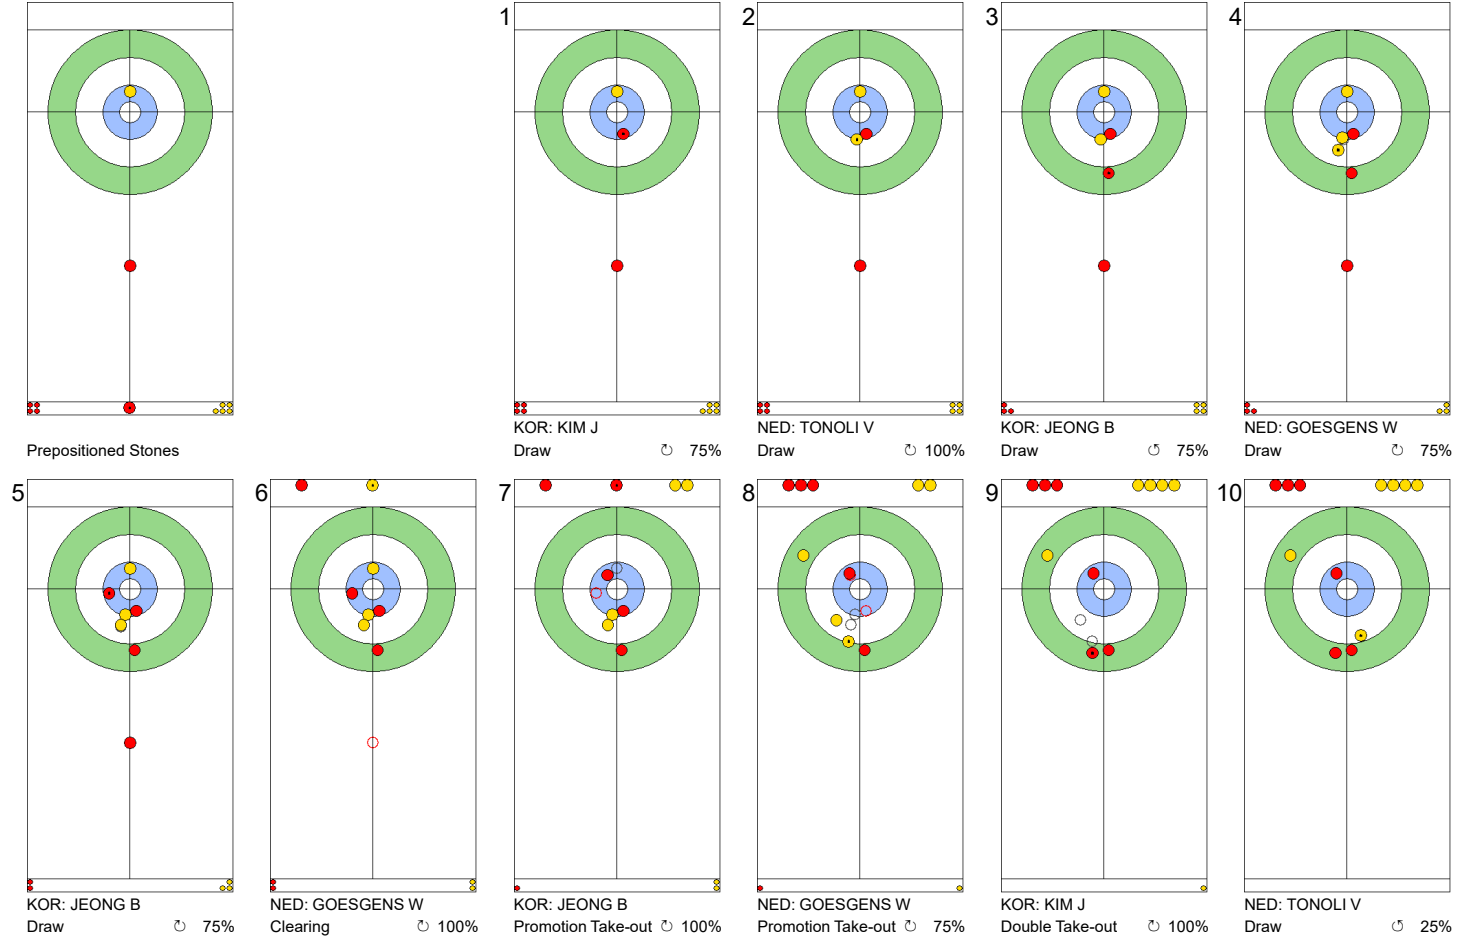 1
2
3
4
Prepositioned Stones
KOR: KIM J
Draw ↻ 75%
NED: TONOLI V
Draw ↻ 100%
KOR: JEONG B
Draw ↺ 75%
NED: GOESGENS W
Draw ↻ 75%
5
6
7
8
9
10
KOR: JEONG B
Draw ↻ 75%
NED: GOESGENS W
Clearing ↻ 100%
KOR: JEONG B
Promotion Take-out ↻ 100%
NED: GOESGENS W
Promotion Take-out ↻ 75%
KOR: KIM J
Double Take-out ↻ 100%
NED: TONOLI V
Draw ↺ 25%